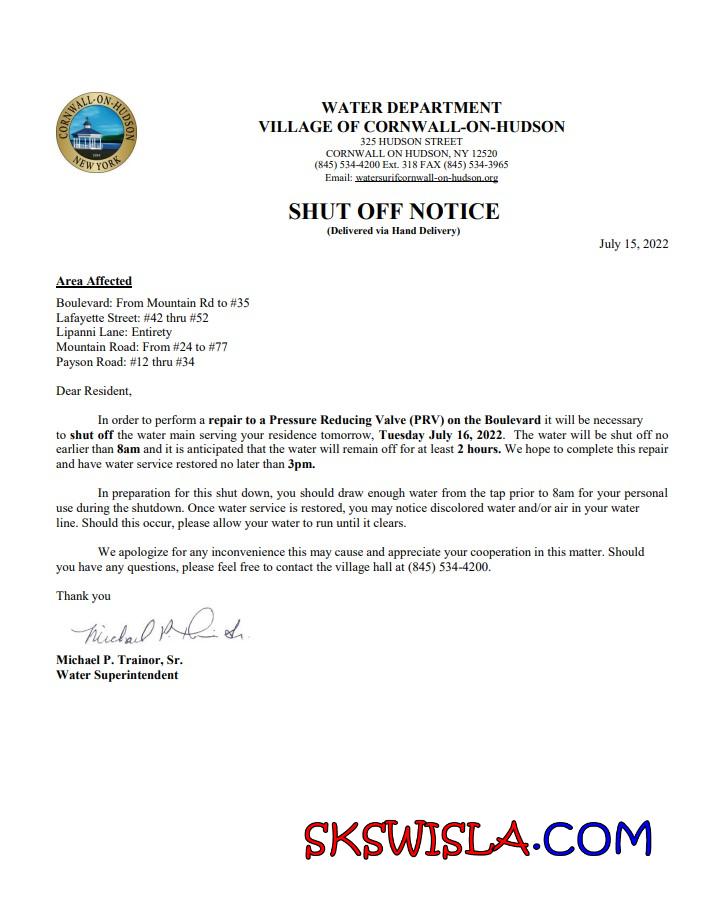 CORNWALL-ON-HUDSON
NEW YORK
WATER DEPARTMENT
VILLAGE OF CORNWALL-ON-HUDSON
325 HUDSON STREET
CORNWALL ON HUDSON, NY 12520
(845) 534-4200 Ext. 318 FAX (845) 534-3965
Email: watersurifcornwall-on-hudson.org
SHUT OFF NOTICE
(Delivered via Hand Delivery)
July 15, 2022
Area Affected
Boulevard: From Mountain Rd to #35
Lafayette Street: #42 thru #52
Lipanni Lane: Entirety
Mountain Road: From #24 to #77
Payson Road: #12 thru #34
Dear Resident,
In order to perform a repair to a Pressure Reducing Valve (PRV) on the Boulevard it will be necessary
to shut off the water main serving your residence tomorrow, Tuesday July 16, 2022. The water will be shut off no
earlier than 8am and it is anticipated that the water will remain off for at least 2 hours. We hope to complete this repair
and have water service restored no later than 3pm.
In preparation for this shut down, you should draw enough water from the tap prior to 8am for your personal
use during the shutdown. Once water service is restored, you may notice discolored water and/or air in your water
line. Should this occur, please allow your water to run until it clears.
We apologize for any inconvenience this may cause and appreciate your cooperation in this matter. Should
you have any questions, please feel free to contact the village hall at (845) 534-4200.
Thank you
Michael P. Trainor, Sr.
Water Superintendent
SKSWISLA.COM